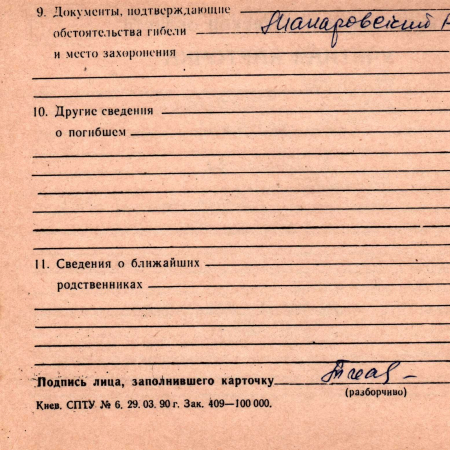 9. Документы, подтверждающие Макаровский
обстоятельства гибели
и место захоронения
10. Другие сведения
о погибшем
11. Сведения о ближайших
родственниках
Подпись лица, заполнившего карточку
(разборчиво)
Киев. СПТУ № 6. 29. 03. 90 г. Зак. 409—100 000.